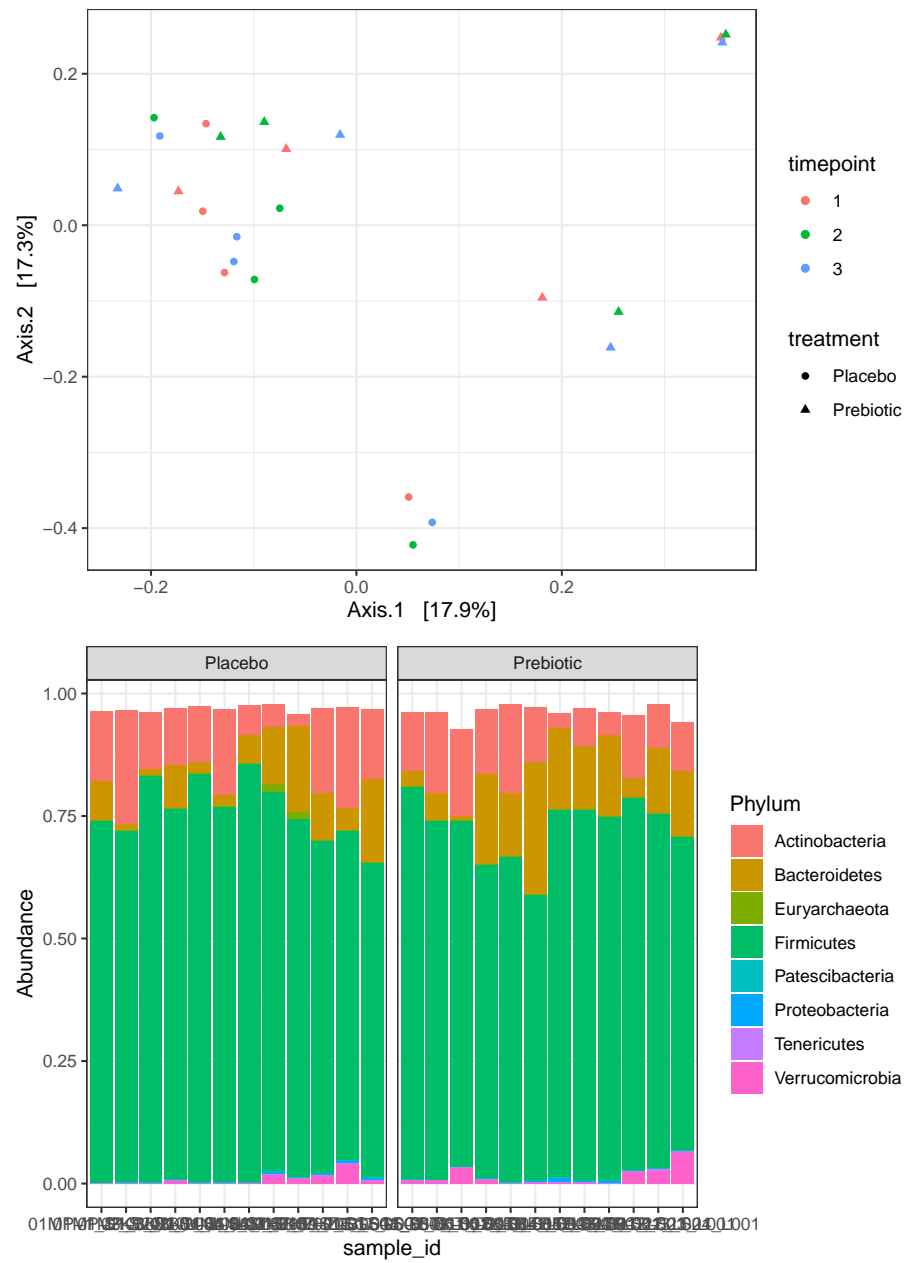 0.2
0.0
−0.2
−0.4
Axis.2 [17.3%]
−0.2
0.0
0.2
Axis.1 [17.9%]
timepoint
1
2
3
treatment
Placebo
Prebiotic
Placebo
Prebiotic
1.00
0.75
0.50
0.25
0.00
Abundance
sample_id
Phylum
Actinobacteria
Bacteroidetes
Euryarchaeota
Firmicutes
Patescibacteria
Proteobacteria
Tenericutes
Verrucomicrobia